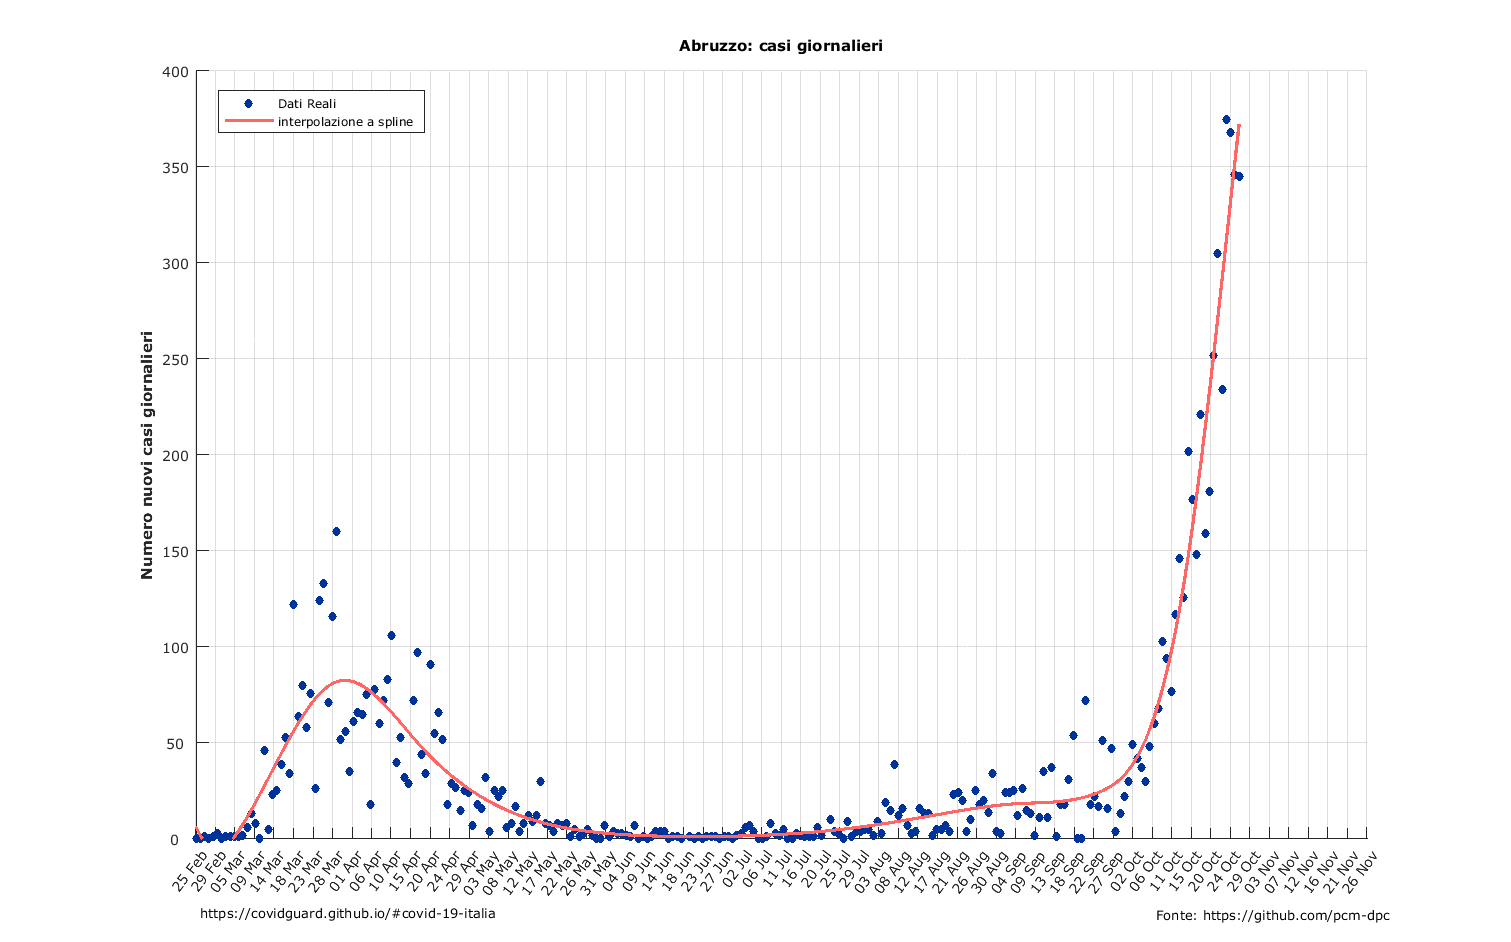 Abruzzo: casi giornalieri
Dati Reali
interpolazione a spline
Numero nuovi casi giornalieri
400
350
300
250
200
150
100
50
0
25 Feb
29 Feb
05 Mar
09 Mar
14 Mar
18 Mar
23 Mar
28 Mar
01 Apr
06 Apr
10 Apr
15 Apr
20 Apr
24 Apr
29 Apr
03 May
08 May
12 May
17 May
22 May
26 May
31 May
04 Jun
09 Jun
14 Jun
18 Jun
23 Jun
27 Jun
02 Jul
06 Jul
11 Jul
16 Jul
20 Jul
25 Jul
29 Jul
03 Aug
08 Aug
12 Aug
17 Aug
21 Aug
26 Aug
30 Aug
04 Sep
09 Sep
13 Sep
18 Sep
22 Sep
27 Sep
02 Oct
06 Oct
11 Oct
15 Oct
20 Oct
24 Oct
29 Oct
03 Nov
07 Nov
12 Nov
16 Nov
21 Nov
26 Nov
https://covidguard.github.io/#covid-19-italia
Fonte: https://github.com/pcm-dpc